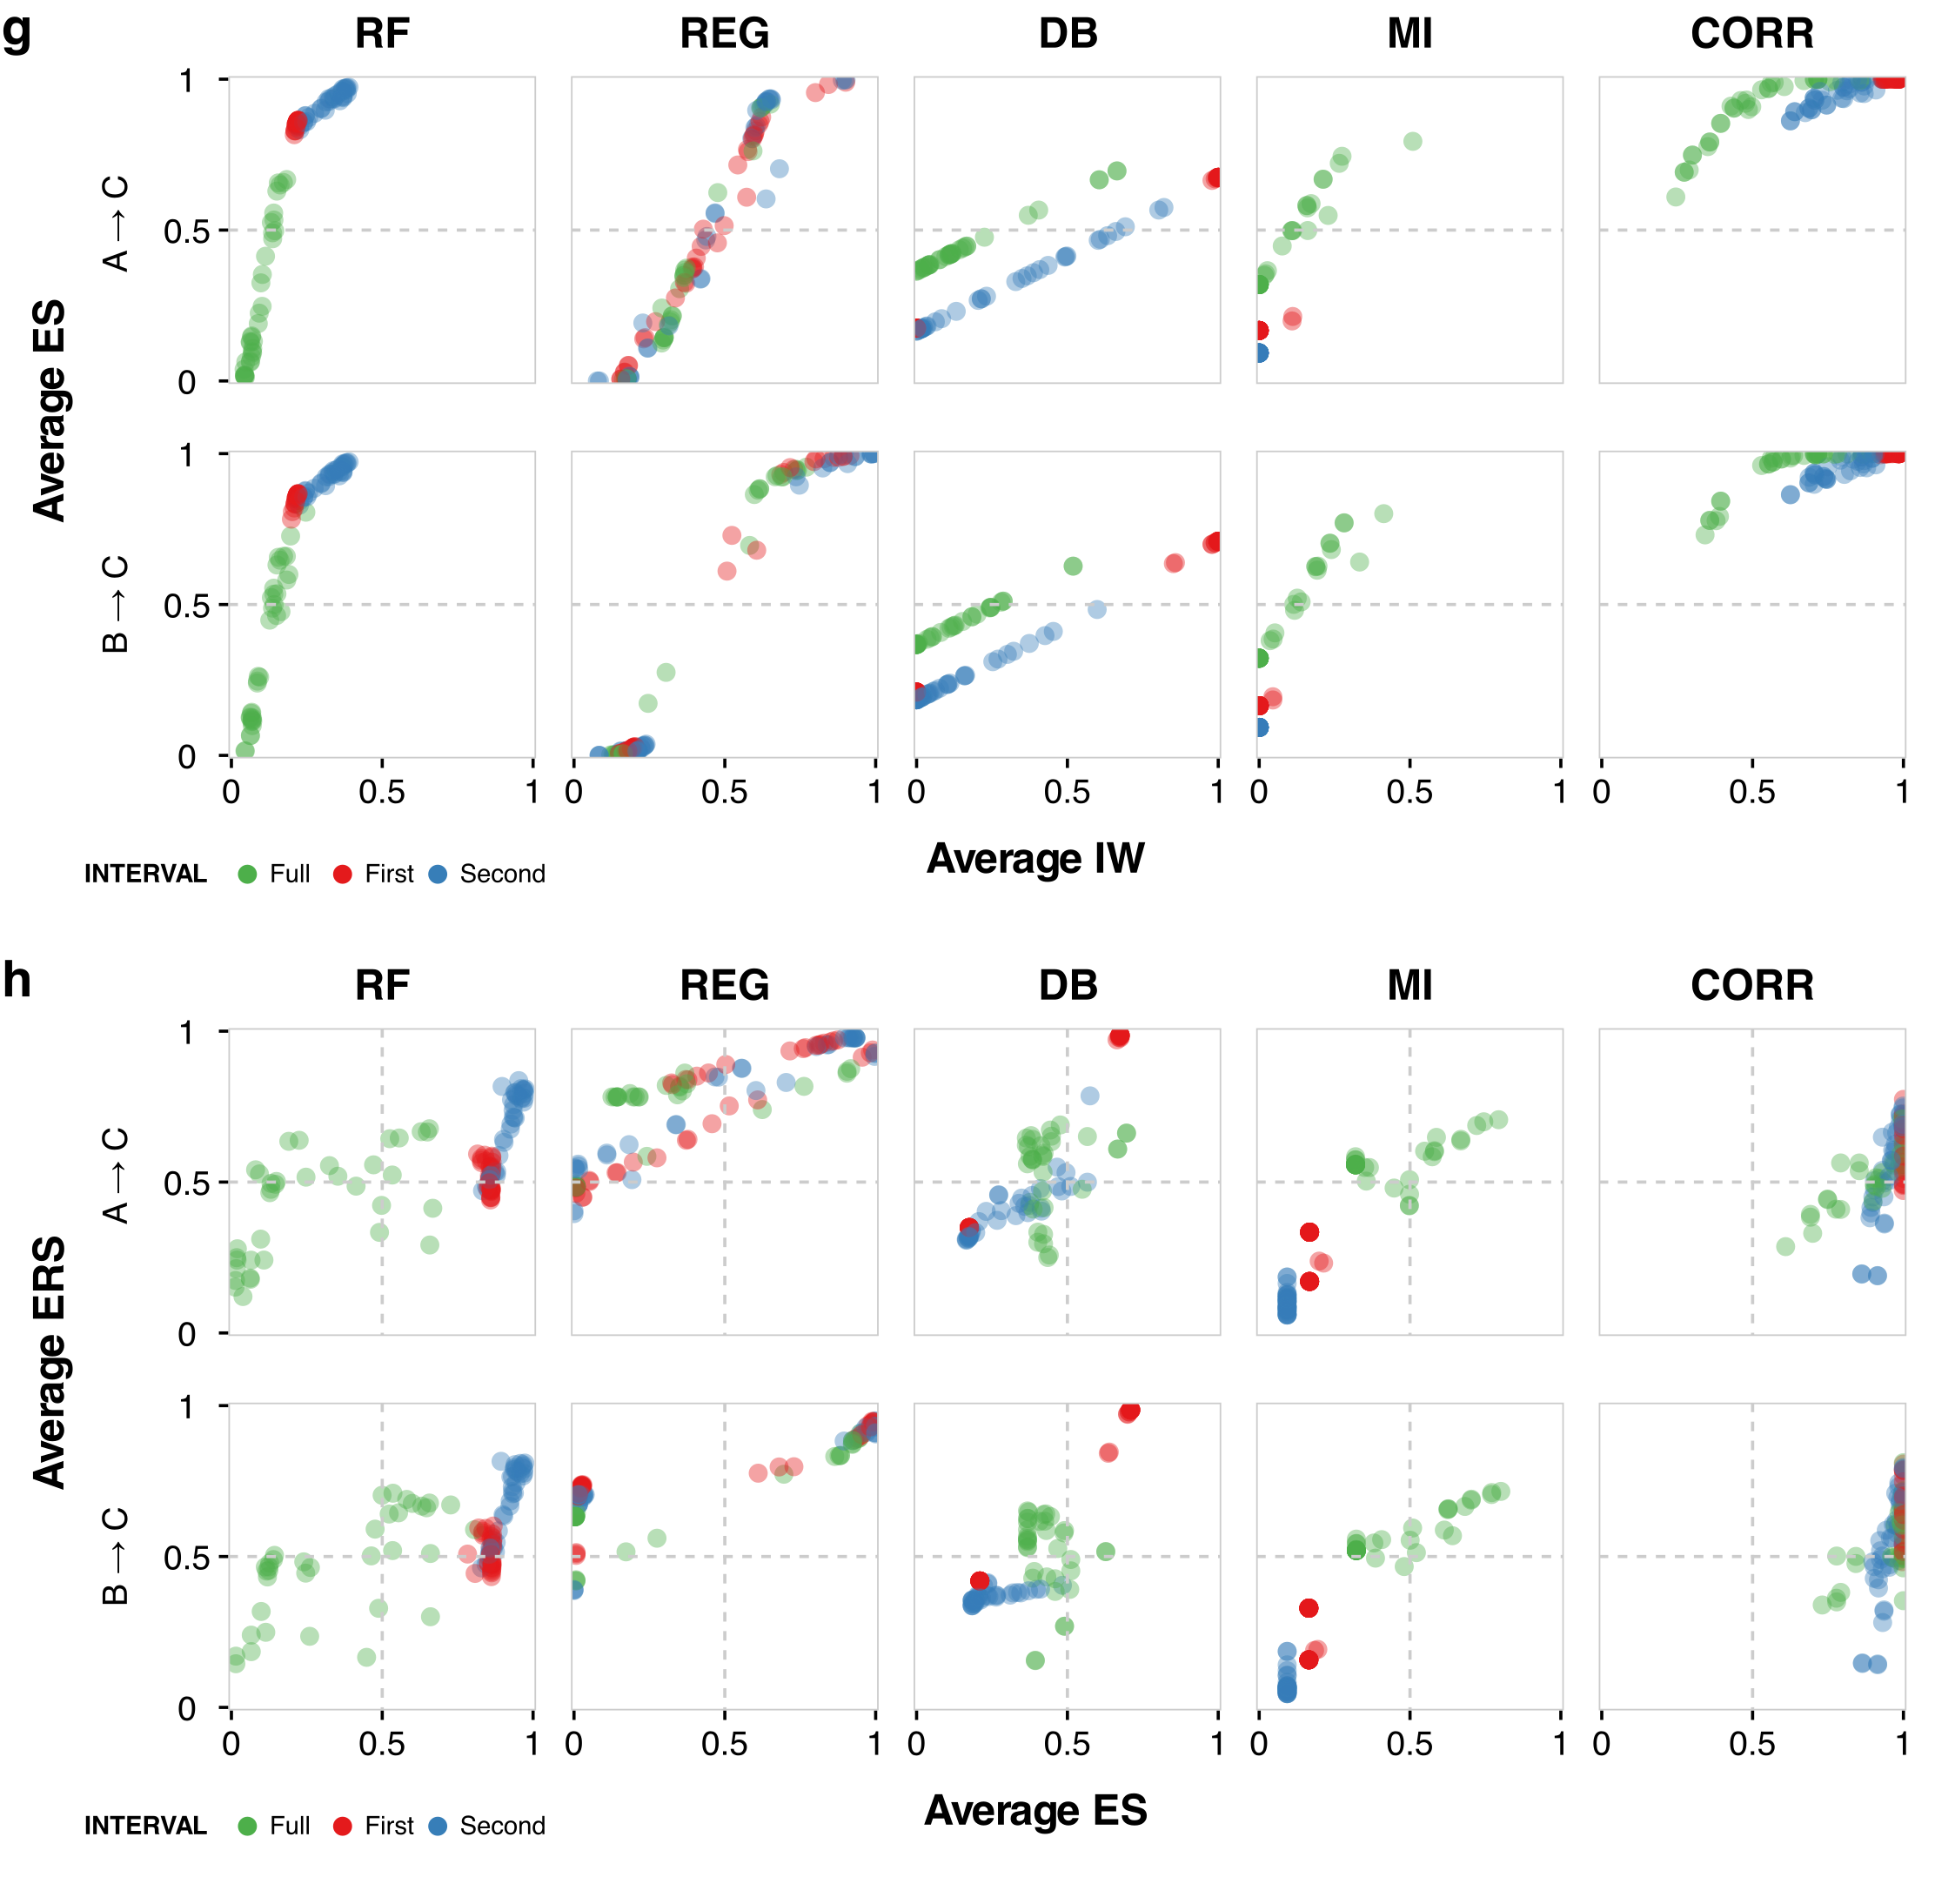 g
RF REG DB MI CORR
1
0.5
0
A → C
Average ES
1
0.5
0
B → C
0 0.5 1 0 0.5 1 0 0.5 1 0 0.5 1 0 0.5 1
Average IW
INTERVAL Full First Second
h
RF REG DB MI CORR
1
0.5
0
A → C
Average ERS
1
0.5
0
B → C
0 0.5 1 0 0.5 1 0 0.5 1 0 0.5 1 0 0.5 1
Average ES
INTERVAL Full First Second